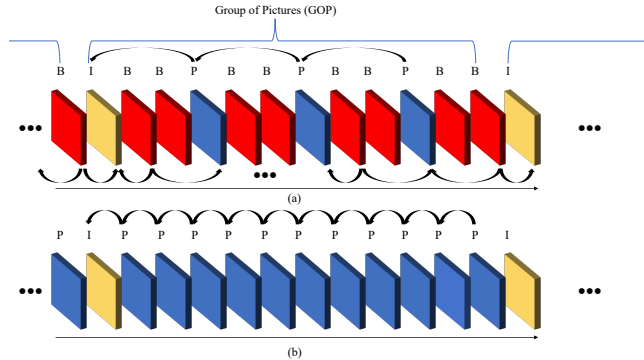 Group of Pictures (GOP)
B I B B P B B P B B P B B I
(a)
P I P P P P P P P P P P P I
(b)